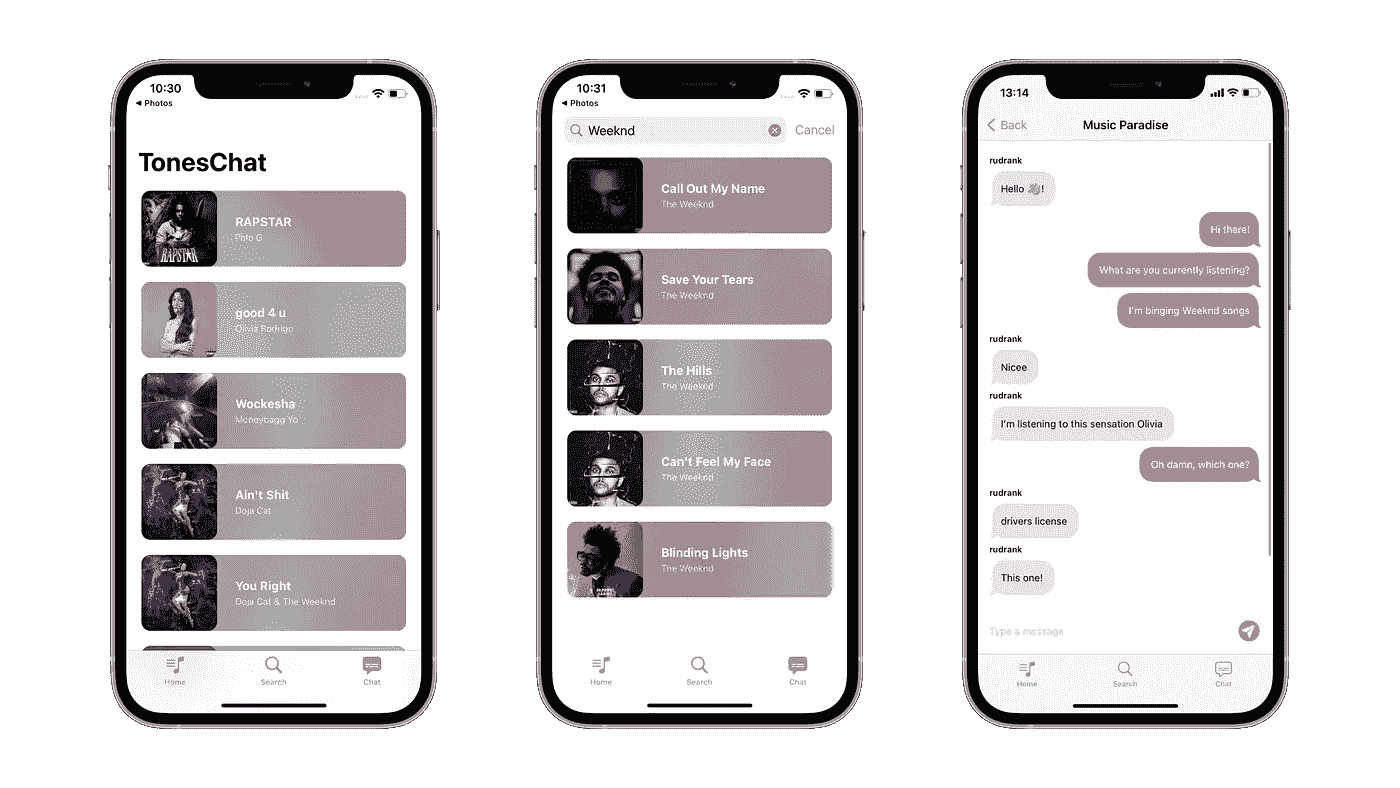 10:30
Photos
TonesChat
RAPSTAR
Polo G
RAPSTAR
good 4 u
Olivia Rodrigo
Wockesha
Moneybagg Yo
Ain't Shit
Doja Cat
You Right
Doja Cat & The Weeknd
Home
Search
Chat
10:31
Photos
Weeknd
Cancel
Call Out My Name
The Weeknd
Save Your Tears
The Weeknd
The Hills
The Weeknd
Can't Feel My Face
The Weeknd
Blinding Lights
The Weeknd
Home
Search
Chat
13:14
Back
Music Paradise
rudrank
Hello 👋!
Hi there!
What are you currently listening?
I'm binging Weeknd songs
rudrank
Nicee
rudrank
I'm listening to this sensation Olivia
Oh damn, which one?
rudrank
drivers license
rudrank
This one!
Type a message
Home
Search
Chat